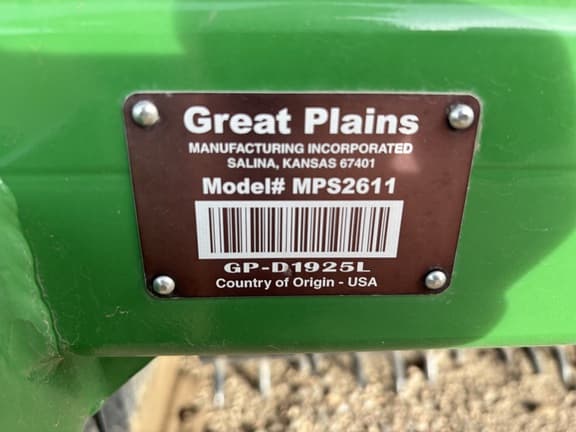 Great Plains
MANUFACTURING INCORPORATED
SALINA, KANSAS 67401
Model# MPS2611
GP-D1925L
Country of Origin - USA